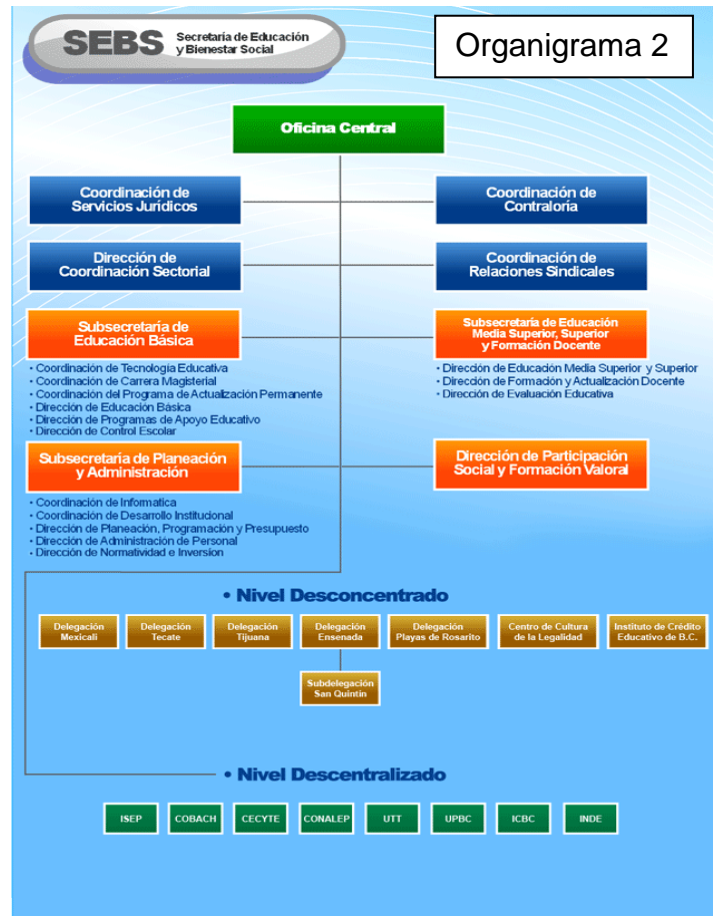 SEBS
Secretaría de Educación
y Bienestar Social
Organigrama 2
Oficina Central
Coordinación de
Servicios Jurídicos
Coordinación de
Contraloría
Dirección de
Coordinación Sectorial
Coordinación de
Relaciones Sindicales
Subsecretaría de
Educación Básica
Subsecretaría de Educación
Media Superior, Superior
y Formación Docente
• Coordinación de Tecnología Educativa
• Coordinación de Carrera Magisterial
• Coordinación del Programa de Actualización Permanente
• Dirección de Educación Básica
• Dirección de Programas de Apoyo Educativo
• Dirección de Control Escolar
• Dirección de Educación Media Superior y Superior
• Dirección de Formación y Actualización Docente
• Dirección de Evaluación Educativa
Subsecretaría de Planeación
y Administración
Dirección de Participación
Social y Formación Valoral
• Coordinación de Informatica
• Coordinación de Desarrollo Institucional
• Dirección de Planeación, Programación y Presupuesto
• Dirección de Administración de Personal
• Dirección de Normatividad e Inversion
• Nivel Desconcentrado
Delegación
Mexicali
Delegación
Tecate
Delegación
Tijuana
Delegación
Ensenada
Delegación
Playas de Rosarito
Centro de Cultura
de la Legalidad
Instituto de Crédito
Educativo de B.C.
Subdelegación
San Quintín
• Nivel Descentralizado
ISEP
COBACH
CECYTE
CONALEP
UTT
UPBC
ICBC
INDE